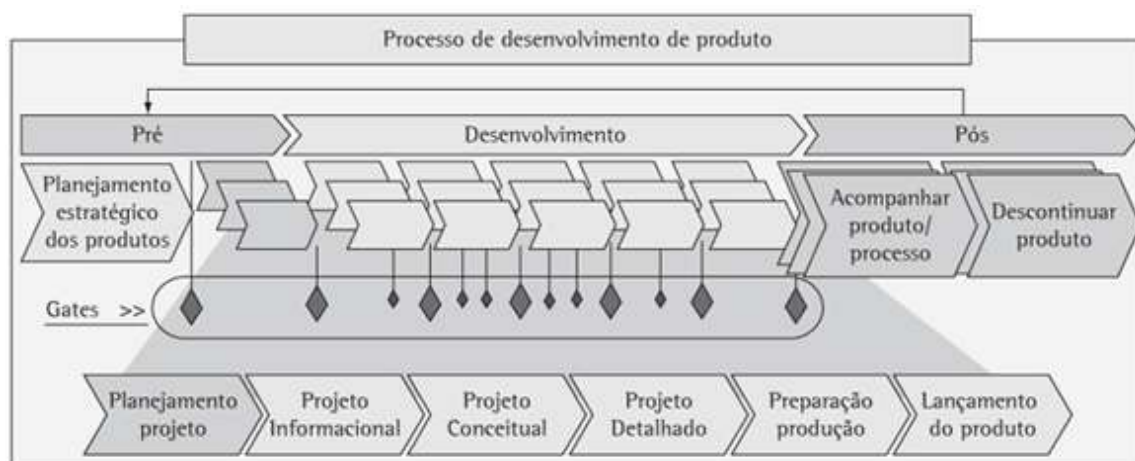 Processo de desenvolvimento de produto
Pré
Desenvolvimento
Pós
Planejamento
estratégico
dos produtos
Acompanhar
produto/
processo
Descontinuar
produto
Gates >>
Planejamento
projeto
Projeto
Informacional
Projeto
Conceitual
Projeto
Detalhado
Preparação
produção
Lançamento
do produto